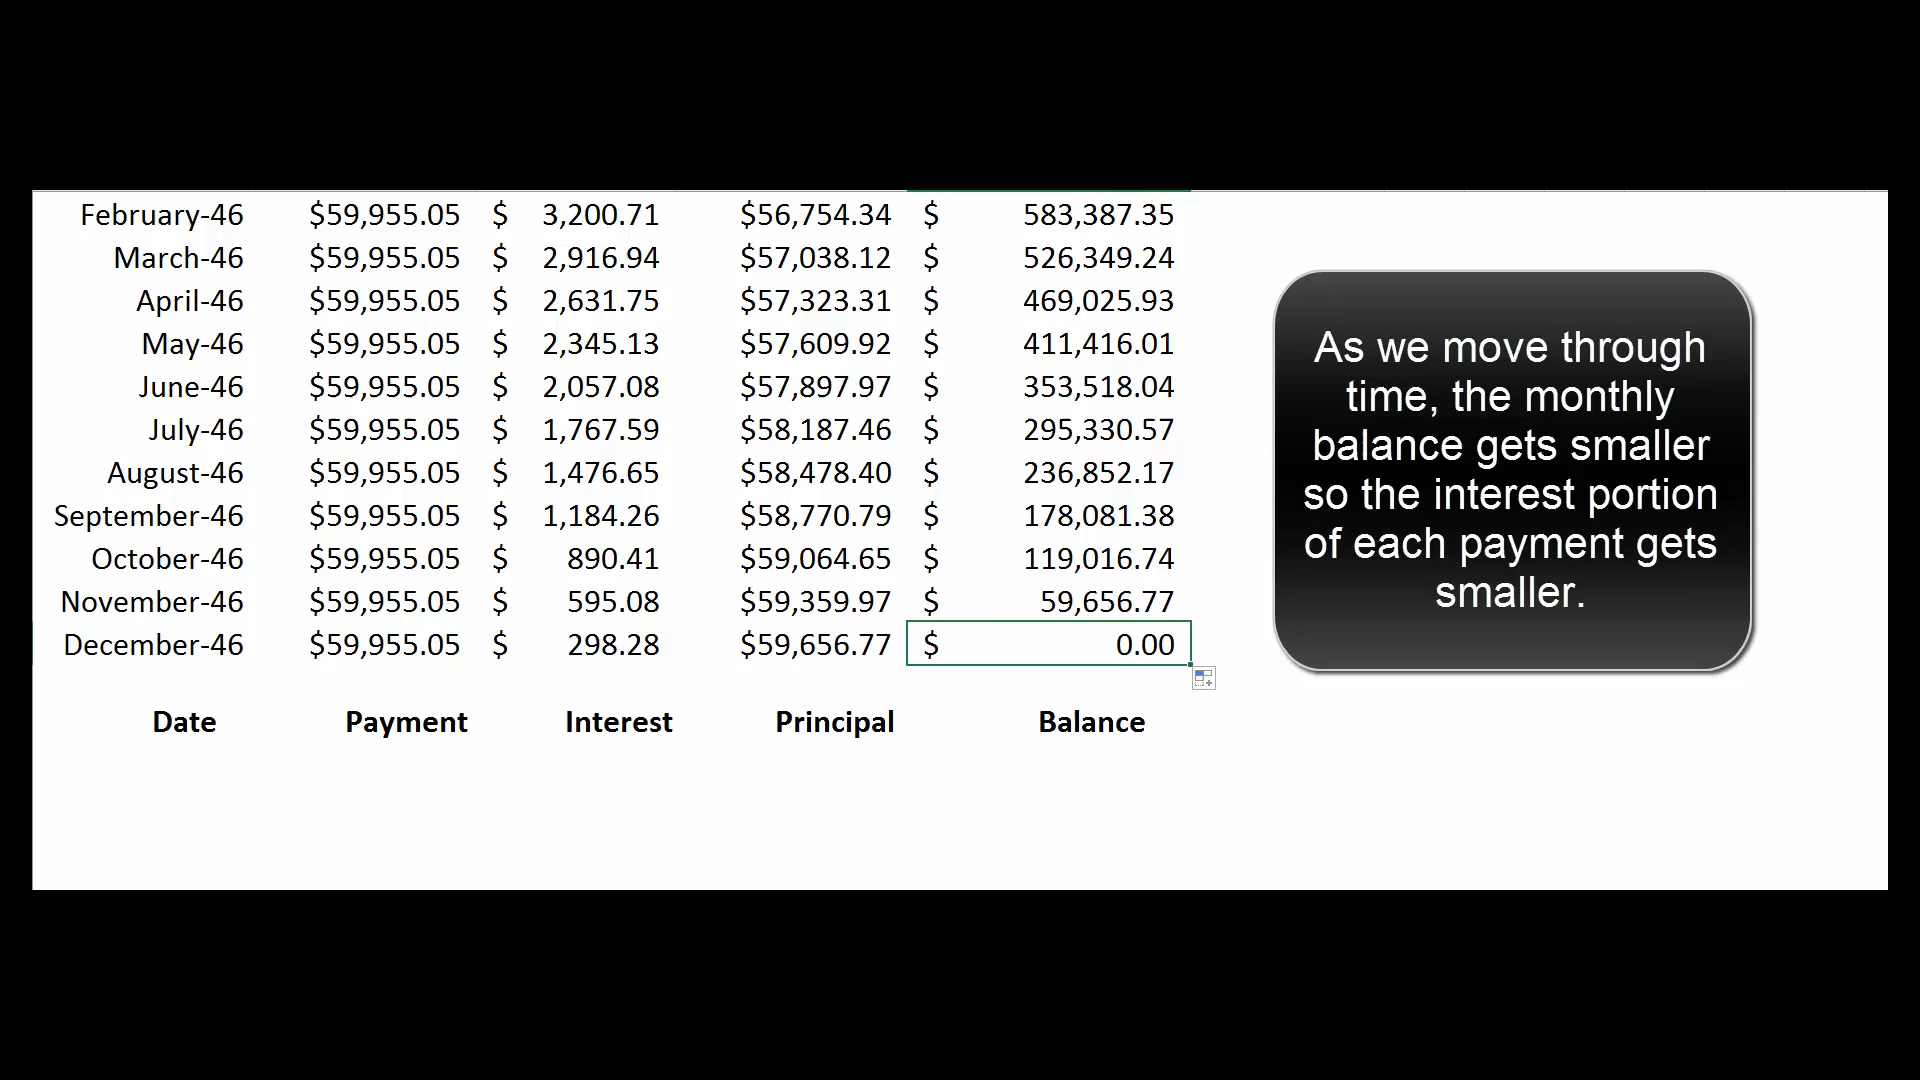 February-46 $59,955.05 $ 3,200.71 $56,754.34 $ 583,387.35
March-46 $59,955.05 $ 2,916.94 $57,038.12 $ 526,349.24
April-46 $59,955.05 $ 2,631.75 $57,323.31 $ 469,025.93
May-46 $59,955.05 $ 2,345.13 $57,609.92 $ 411,416.01
June-46 $59,955.05 $ 2,057.08 $57,897.97 $ 353,518.04
July-46 $59,955.05 $ 1,767.59 $58,187.46 $ 295,330.57
August-46 $59,955.05 $ 1,476.65 $58,478.40 $ 236,852.17
September-46 $59,955.05 $ 1,184.26 $58,770.79 $ 178,081.38
October-46 $59,955.05 $ 890.41 $59,064.65 $ 119,016.74
November-46 $59,955.05 $ 595.08 $59,359.97 $ 59,656.77
December-46 $59,955.05 $ 298.28 $59,656.77 $ 0.00
Date Payment Interest Principal Balance
As we move through
time, the monthly
balance gets smaller
so the interest portion
of each payment gets
smaller.